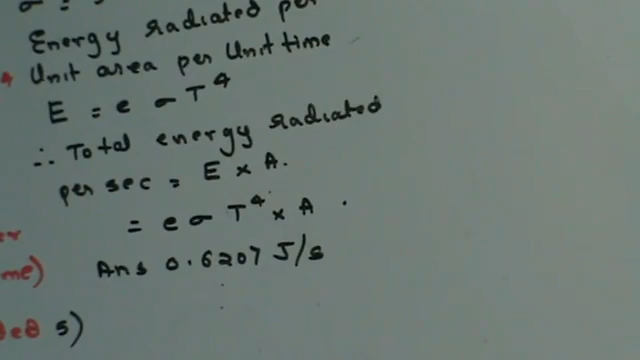 Energy radiated per
Unit area per Unit time
E = e σ T⁴
∴ Total energy radiated
per sec = E × A.
= e σ T⁴ × A .
me) Ans 0.6207 J/s
5)